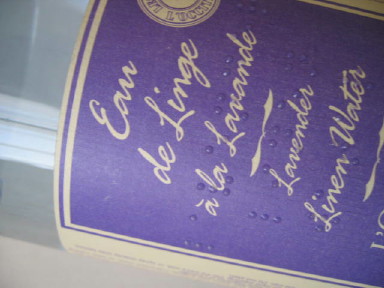 Eau
de Linge
à la Lavande
Lavender
Linen Water